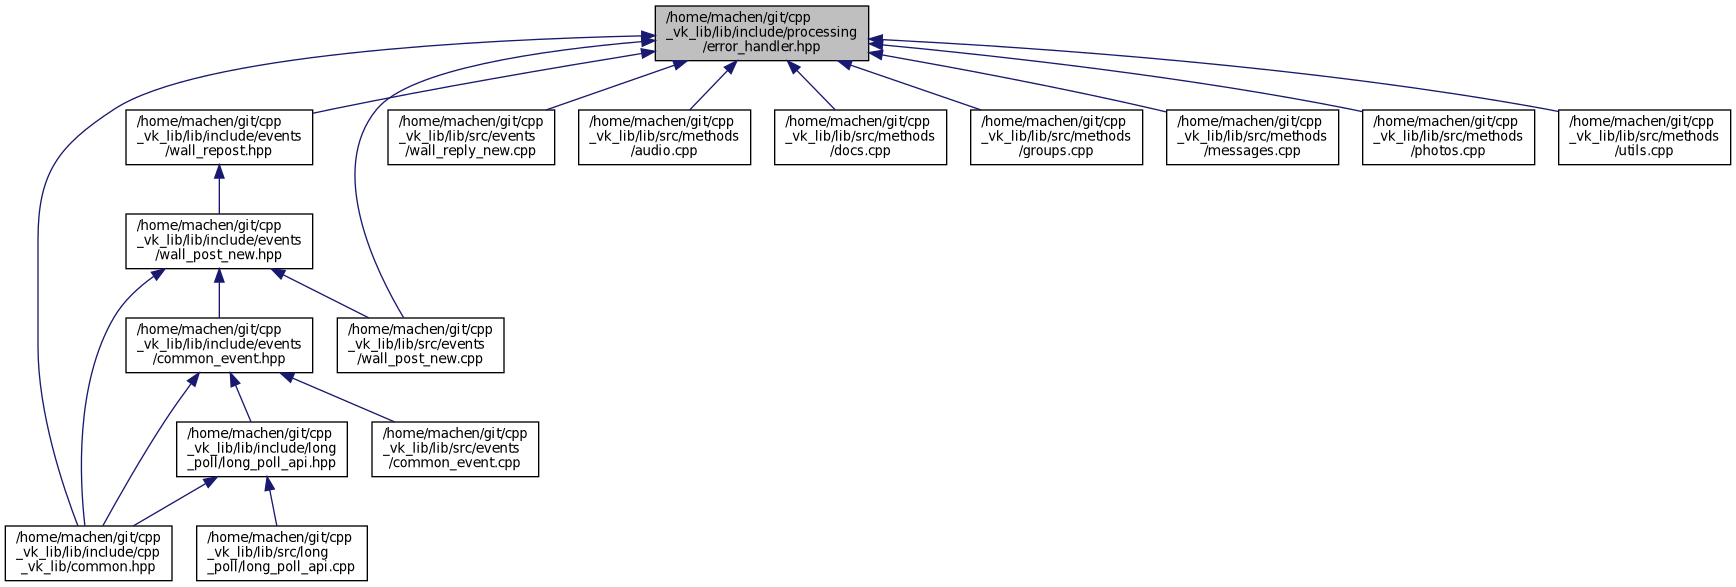 /home/machen/git/cpp
_vk_lib/lib/include/processing
/error_handler.hpp
/home/machen/git/cpp
_vk_lib/lib/include/events
/wall_repost.hpp
/home/machen/git/cpp
_vk_lib/lib/src/events
/wall_reply_new.cpp
/home/machen/git/cpp
_vk_lib/lib/src/methods
/audio.cpp
/home/machen/git/cpp
_vk_lib/lib/src/methods
/docs.cpp
/home/machen/git/cpp
_vk_lib/lib/src/methods
/groups.cpp
/home/machen/git/cpp
_vk_lib/lib/src/methods
/messages.cpp
/home/machen/git/cpp
_vk_lib/lib/src/methods
/photos.cpp
/home/machen/git/cpp
_vk_lib/lib/src/methods
/utils.cpp
/home/machen/git/cpp
_vk_lib/lib/include/events
/wall_post_new.hpp
/home/machen/git/cpp
_vk_lib/lib/include/events
/common_event.hpp
/home/machen/git/cpp
_vk_lib/lib/src/events
/wall_post_new.cpp
/home/machen/git/cpp
_vk_lib/lib/include/long
_poll/long_poll_api.hpp
/home/machen/git/cpp
_vk_lib/lib/src/events
/common_event.cpp
/home/machen/git/cpp
_vk_lib/lib/include/cpp
_vk_lib/common.hpp
/home/machen/git/cpp
_vk_lib/lib/src/long
_poll/long_poll_api.cpp